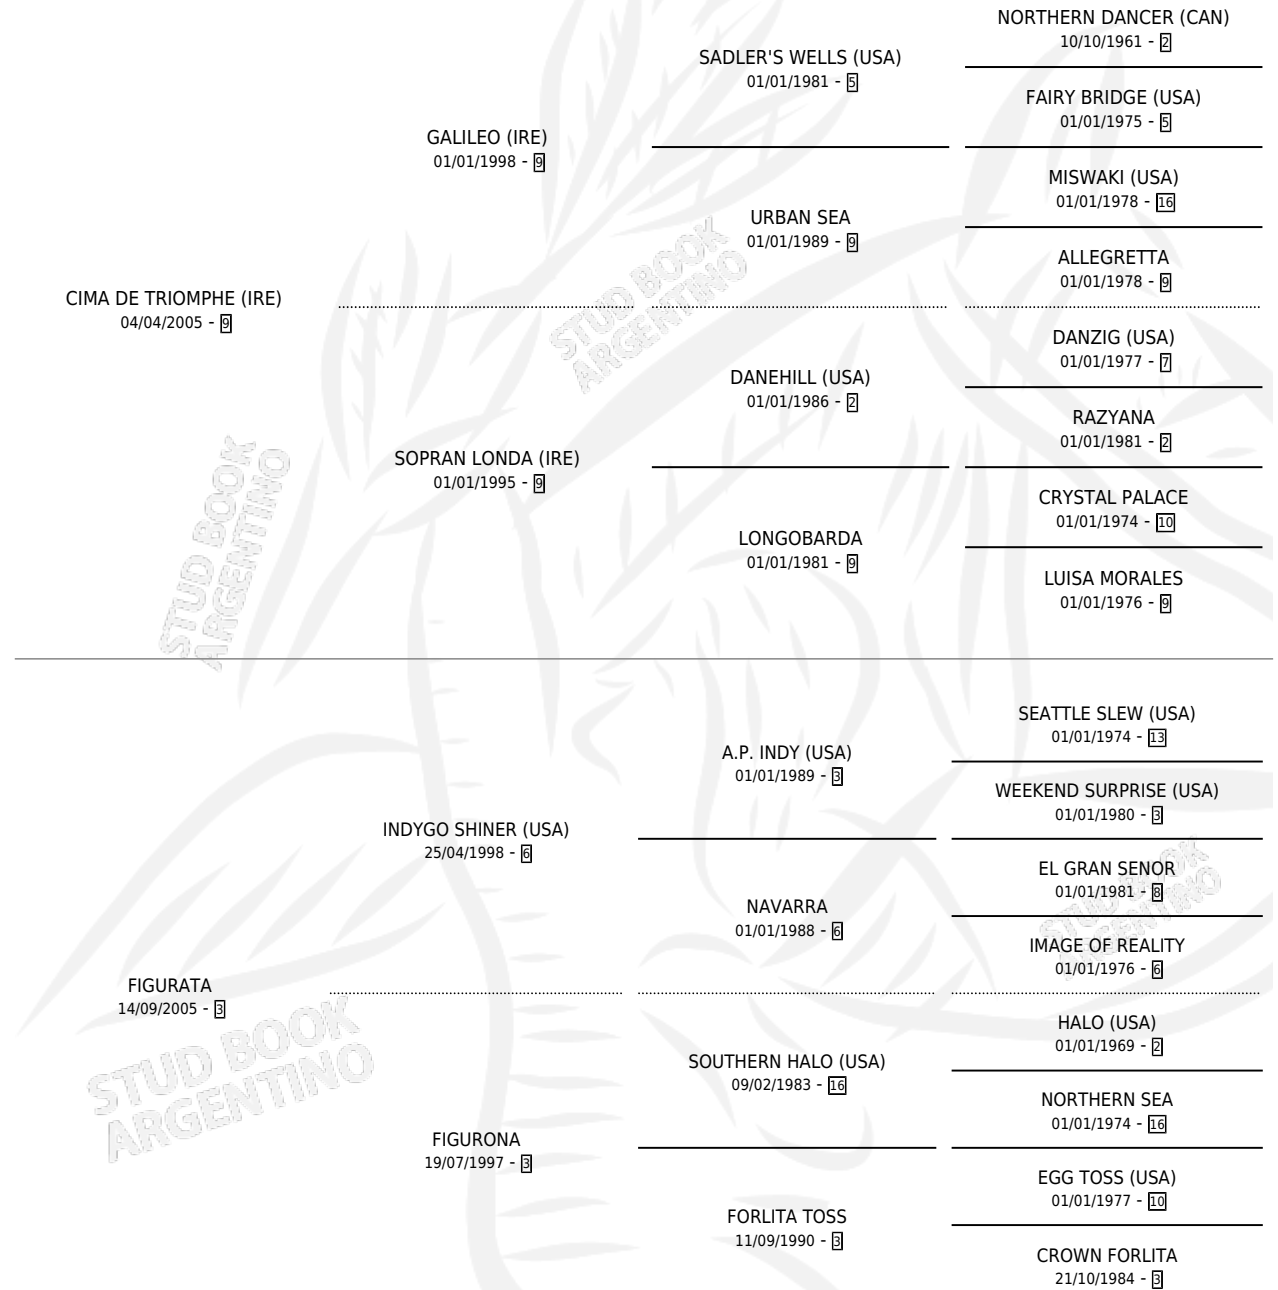 NORTHERN DANCER (CAN)
10/10/1961 - 2
SADLER'S WELLS (USA)
01/01/1981 - 5
FAIRY BRIDGE (USA)
01/01/1975 - 5
GALILEO (IRE)
01/01/1998 - 9
MISWAKI (USA)
01/01/1978 - 16
URBAN SEA
01/01/1989 - 9
ALLEGRETTA
01/01/1978 - 9
CIMA DE TRIOMPHE (IRE)
04/04/2005 - 9
STUD BOOK
ARGENTINO
DANZIG (USA)
01/01/1977 - 7
DANEHILL (USA)
01/01/1986 - 2
RAZYANA
01/01/1981 - 2
SOPRAN LONDA (IRE)
01/01/1995 - 9
CRYSTAL PALACE
01/01/1974 - 10
LONGOBARDA
01/01/1981 - 9
LUISA MORALES
01/01/1976 - 9
STUD BOOK
ARGENTINO
SEATTLE SLEW (USA)
01/01/1974 - 13
A.P. INDY (USA)
01/01/1989 - 3
WEEKEND SURPRISE (USA)
01/01/1980 - 3
INDYGO SHINER (USA)
25/04/1998 - 6
EL GRAN SENOR
01/01/1981 - 8
STUD BOOK
ARGENTINO
NAVARRA
01/01/1988 - 6
IMAGE OF REALITY
01/01/1976 - 6
FIGURATA
14/09/2005 - 3
STUD BOOK
ARGENTINO
HALO (USA)
01/01/1969 - 2
SOUTHERN HALO (USA)
09/02/1983 - 16
NORTHERN SEA
01/01/1974 - 16
FIGURONA
19/07/1997 - 3
EGG TOSS (USA)
01/01/1977 - 10
FORLITA TOSS
11/09/1990 - 3
CROWN FORLITA
21/10/1984 - 3